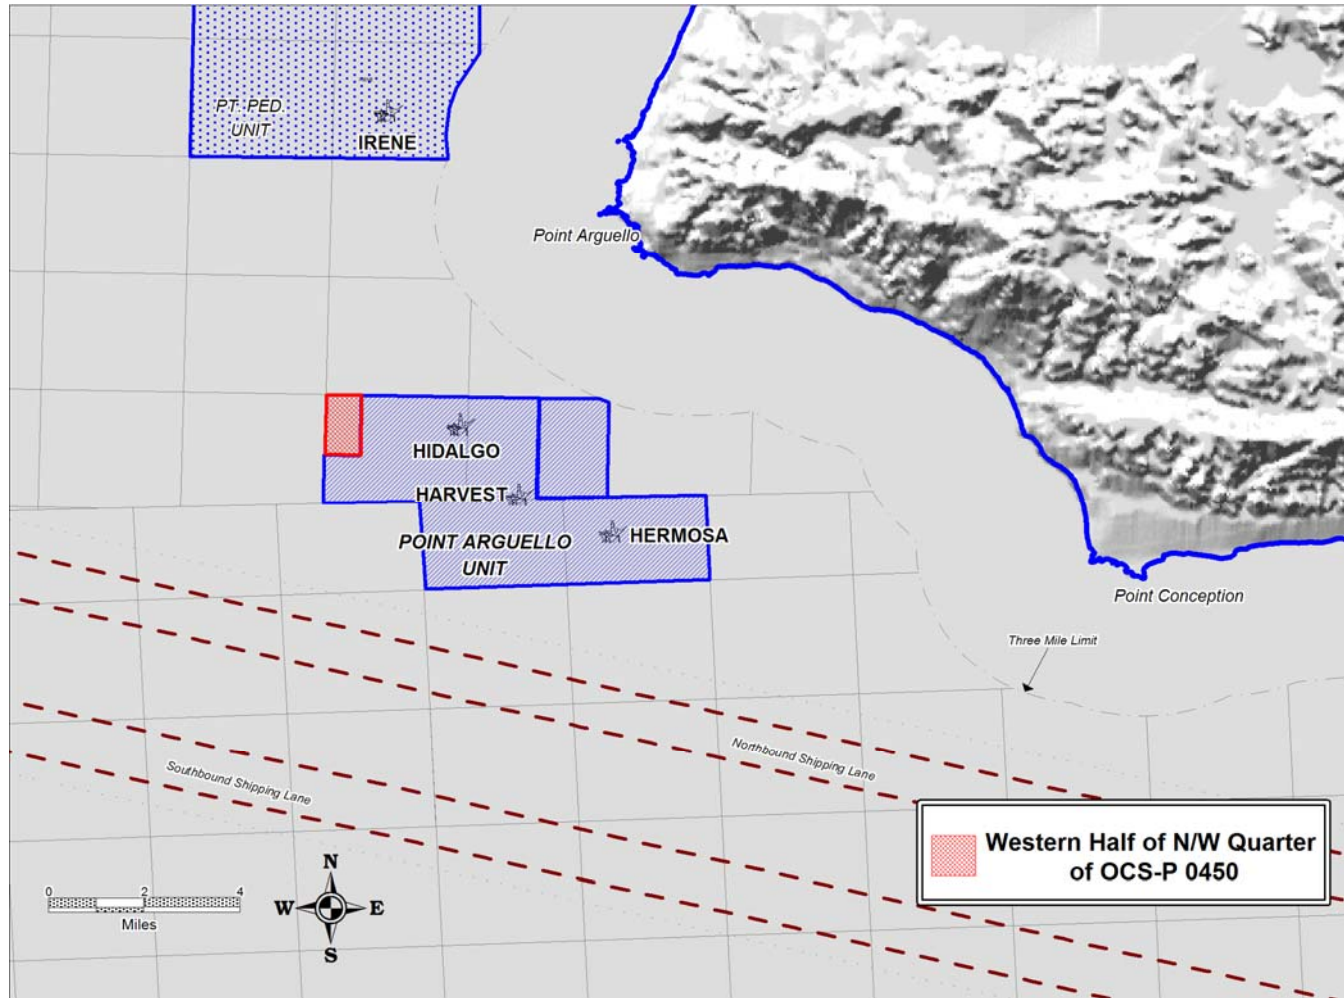 PT. PED.
UNIT
IRENE
Point Arguello
HIDALGO
HARVEST
HERMOSA
POINT ARGUELLO
UNIT
Point Conception
Three Mile Limit
Northbound Shipping Lane
Southbound Shipping Lane
Western Half of N/W Quarter
of OCS-P 0450
0 2 4
Miles
N
W E
S